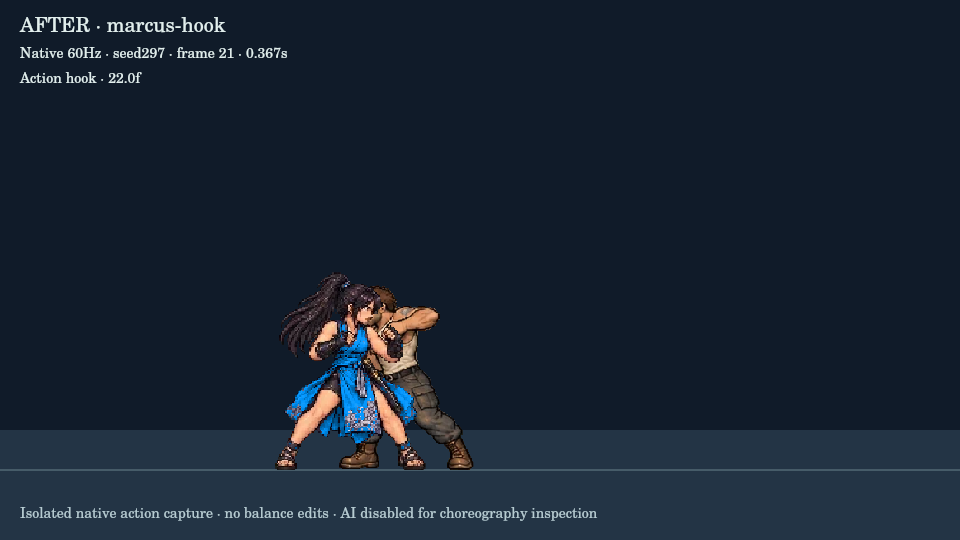 AFTER · marcus-hook
Native 60Hz · seed297 · frame 21 · 0.367s
Action hook · 22.0f
Isolated native action capture · no balance edits · AI disabled for choreography inspection